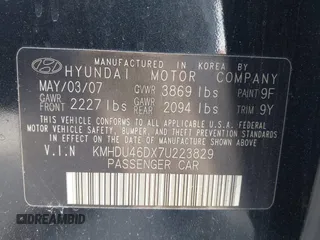 MANUFACTURED IN KOREA BY
HYUNDAI MOTOR COMPANY
MAY/03/07 GVWR 3869 lbs PAINT 9F
GAWR FRONT 2227 lbs GAWR REAR 2094 lbs TRIM 9Y
THIS VEHICLE CONFORMS TO ALL APPLICABLE U.S. FEDERAL
MOTOR VEHICLE SAFETY, BUMPER, AND THEFT PREVENTION
STANDARDS IN EFFECT ON THE DATE OF MANUFACTURE
SHOWN ABOVE.
V.I.N KMHDU46DX7U223829
PASSENGER CAR
DREAMBID